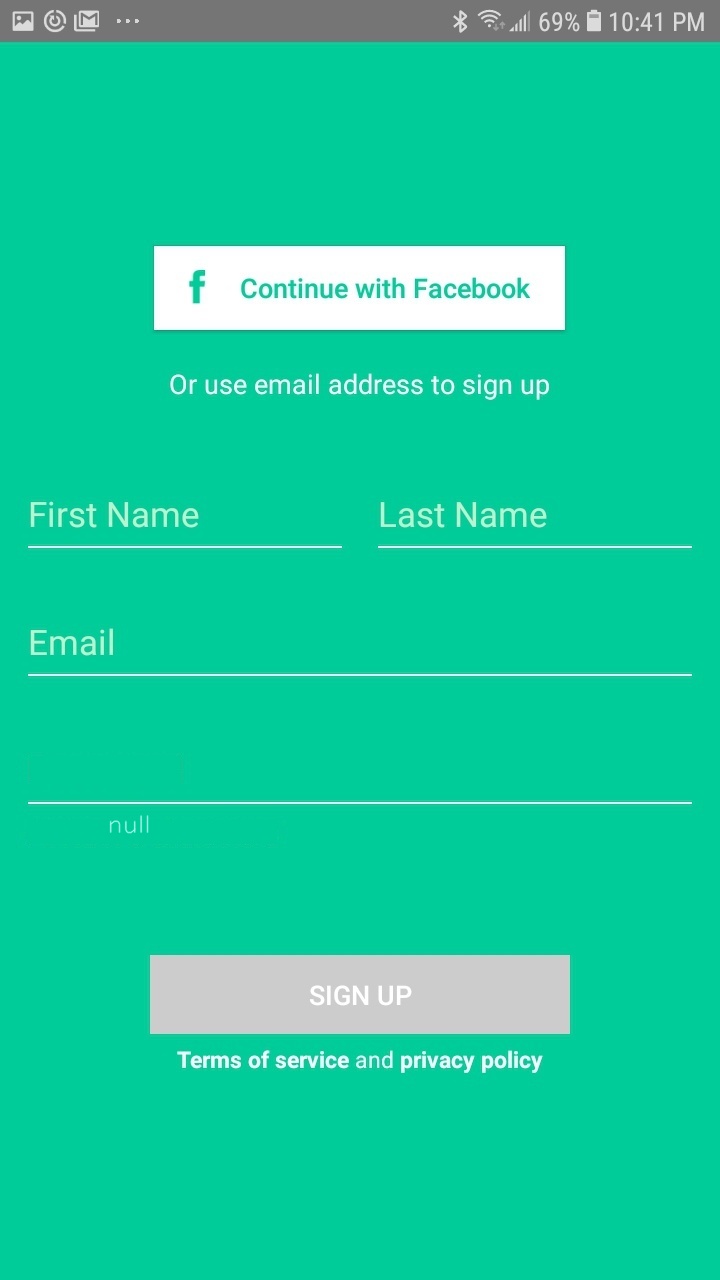 69% 10:41 PM
f Continue with Facebook
Or use email address to sign up
First Name Last Name
Email
null
SIGN UP
Terms of service and privacy policy